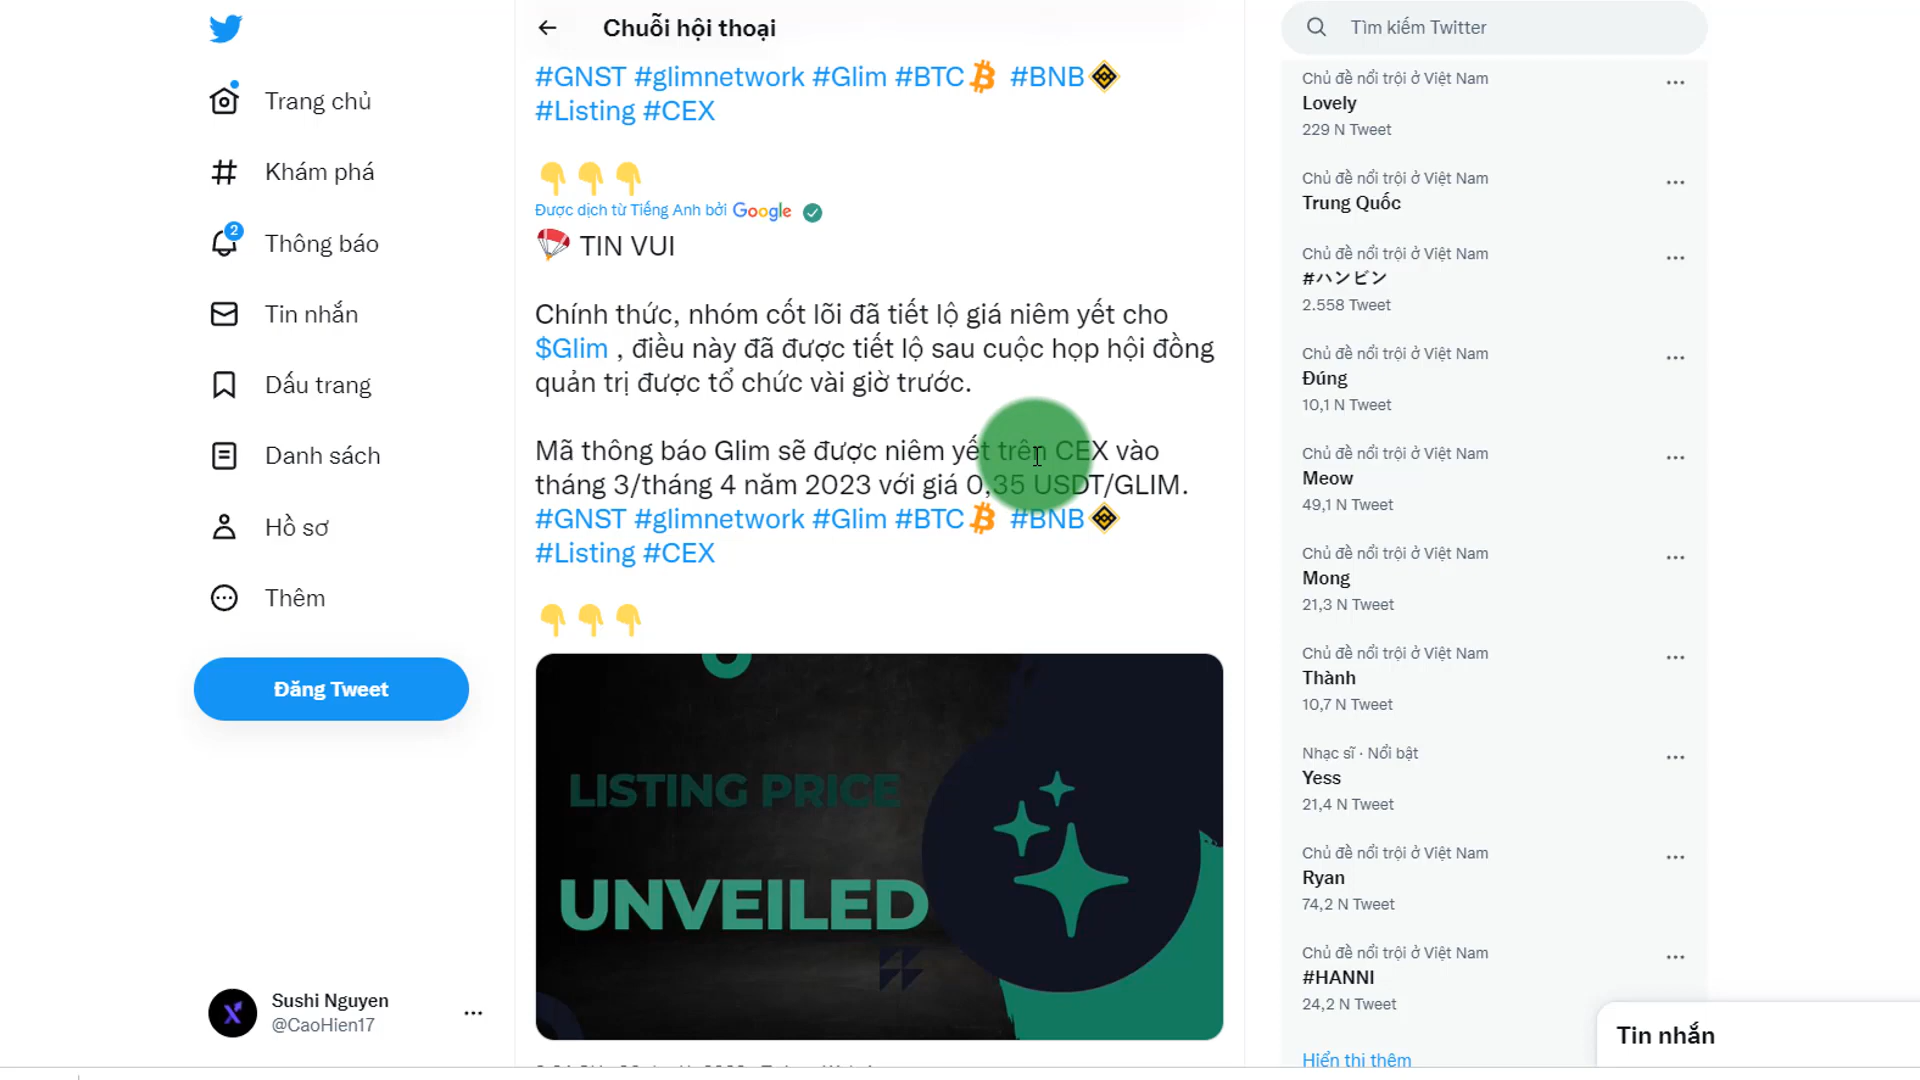 Trang chủ
Khám phá
2
Thông báo
Tin nhắn
Dấu trang
Danh sách
Hồ sơ
Thêm
Đăng Tweet
Sushi Nguyen
@CaoHien17
Chuỗi hội thoại
#GNST #glimnetwork #Glim #BTC #BNB
#Listing #CEX
Được dịch từ Tiếng Anh bởi Google
TIN VUI
Chính thức, nhóm cốt lõi đã tiết lộ giá niêm yết cho
$Glim , điều này đã được tiết lộ sau cuộc họp hội đồng
quản trị được tổ chức vài giờ trước.
Mã thông báo Glim sẽ được niêm yết trên CEX vào
tháng 3/tháng 4 năm 2023 với giá 0,35 USDT/GLIM.
#GNST #glimnetwork #Glim #BTC #BNB
#Listing #CEX
LISTING PRICE
UNVEILED
Tìm kiếm Twitter
Chủ đề nổi trội ở Việt Nam
Lovely
229 N Tweet
Chủ đề nổi trội ở Việt Nam
Trung Quốc
Chủ đề nổi trội ở Việt Nam
#ハンビン
2.558 Tweet
Chủ đề nổi trội ở Việt Nam
Đúng
10,1 N Tweet
Chủ đề nổi trội ở Việt Nam
Meow
49,1 N Tweet
Chủ đề nổi trội ở Việt Nam
Mong
21,3 N Tweet
Chủ đề nổi trội ở Việt Nam
Thành
10,7 N Tweet
Nhạc sĩ · Nổi bật
Yess
21,4 N Tweet
Chủ đề nổi trội ở Việt Nam
Ryan
74,2 N Tweet
Chủ đề nổi trội ở Việt Nam
#HANNI
24,2 N Tweet
Hiển thị thêm
Tin nhắn